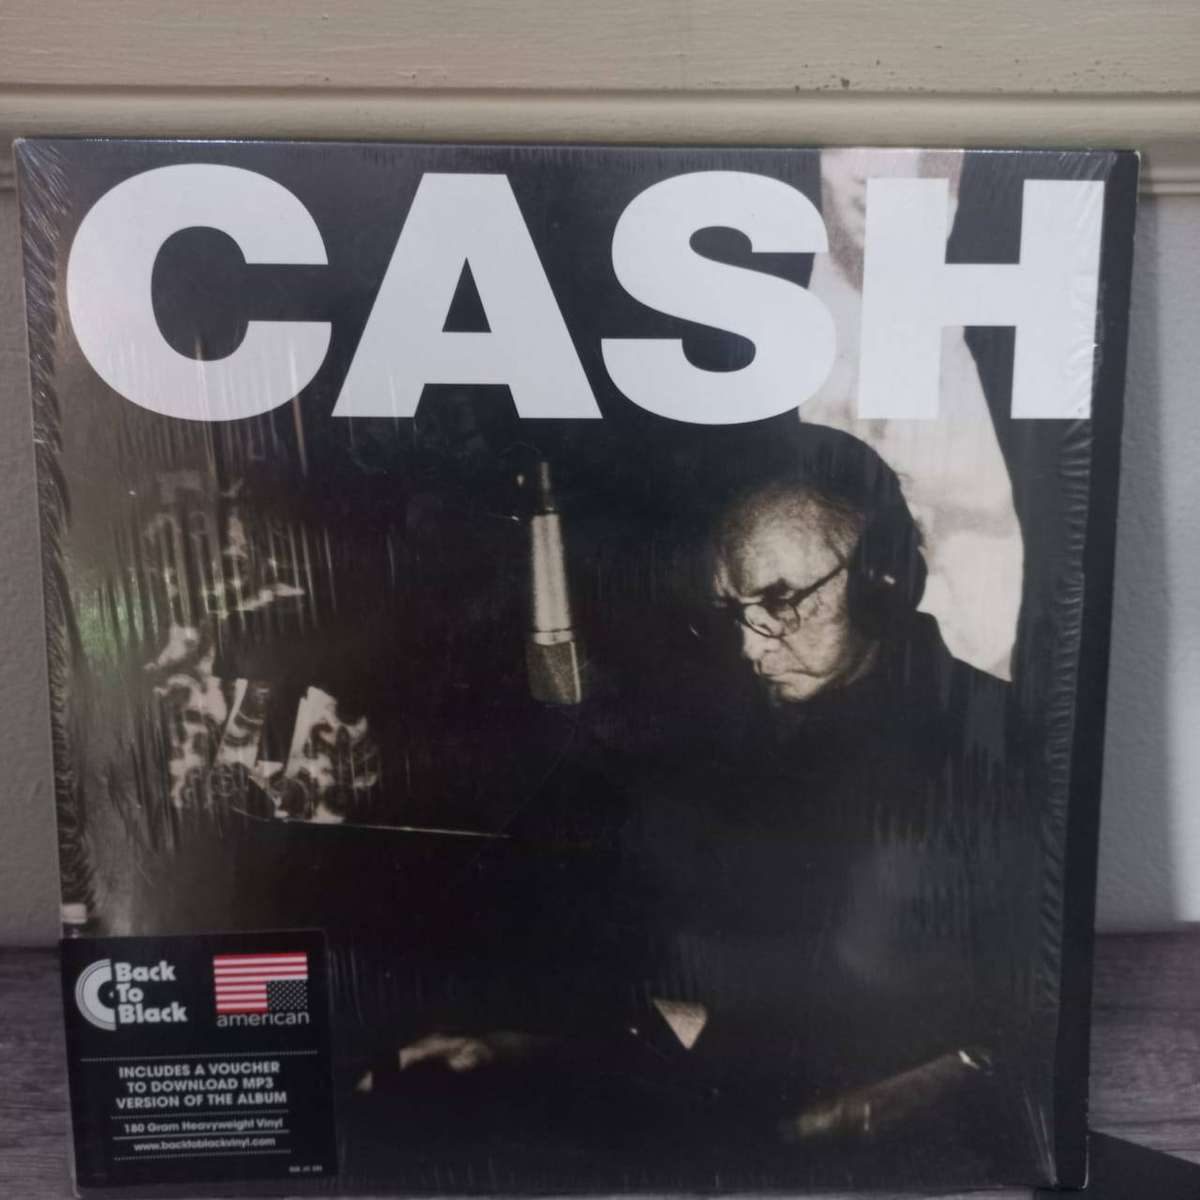 CASH
Back
To
Black
american
INCLUDES A VOUCHER
TO DOWNLOAD MP3
VERSION OF THE ALBUM
180 Gram Heavyweight Vinyl
www.backtoblackvinyl.com